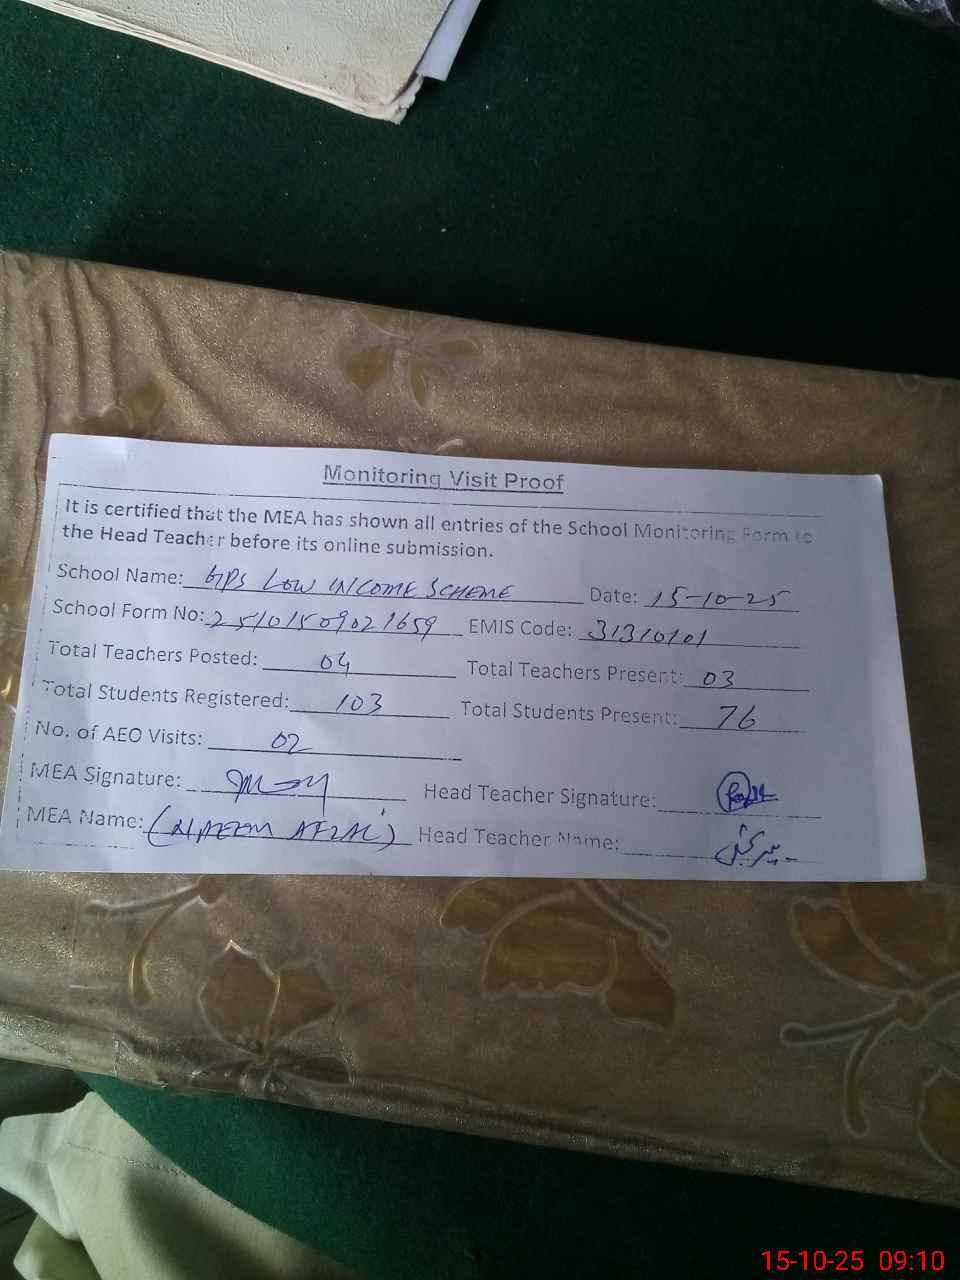 Monitoring Visit Proof
It is certified that the MEA has shown all entries of the School Monitoring Form to
the Head Teacher before its online submission.
School Name: GPS LOW INCOME SCHEME Date: 15-10-25
School Form No: 25101509021659 EMIS Code: 31310101
Total Teachers Posted: 04 Total Teachers Present: 03
Total Students Registered: 103 Total Students Present: 76
No. of AEO Visits: 02
MEA Signature: Head Teacher Signature:
MEA Name: (NAEEM AFZAL) Head Teacher Name:
15-10-25 09:10